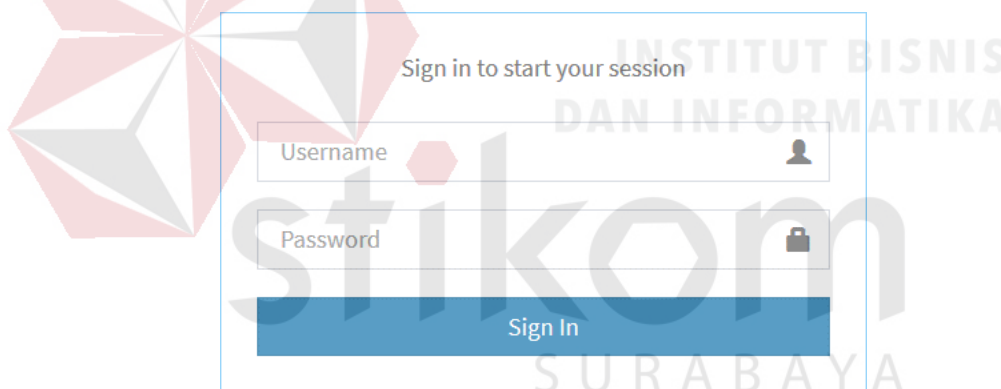 INSTITUT BISNIS
DAN INFORMATIKA
stikom
SURABAYA
Sign in to start your session
Username
Password
Sign In